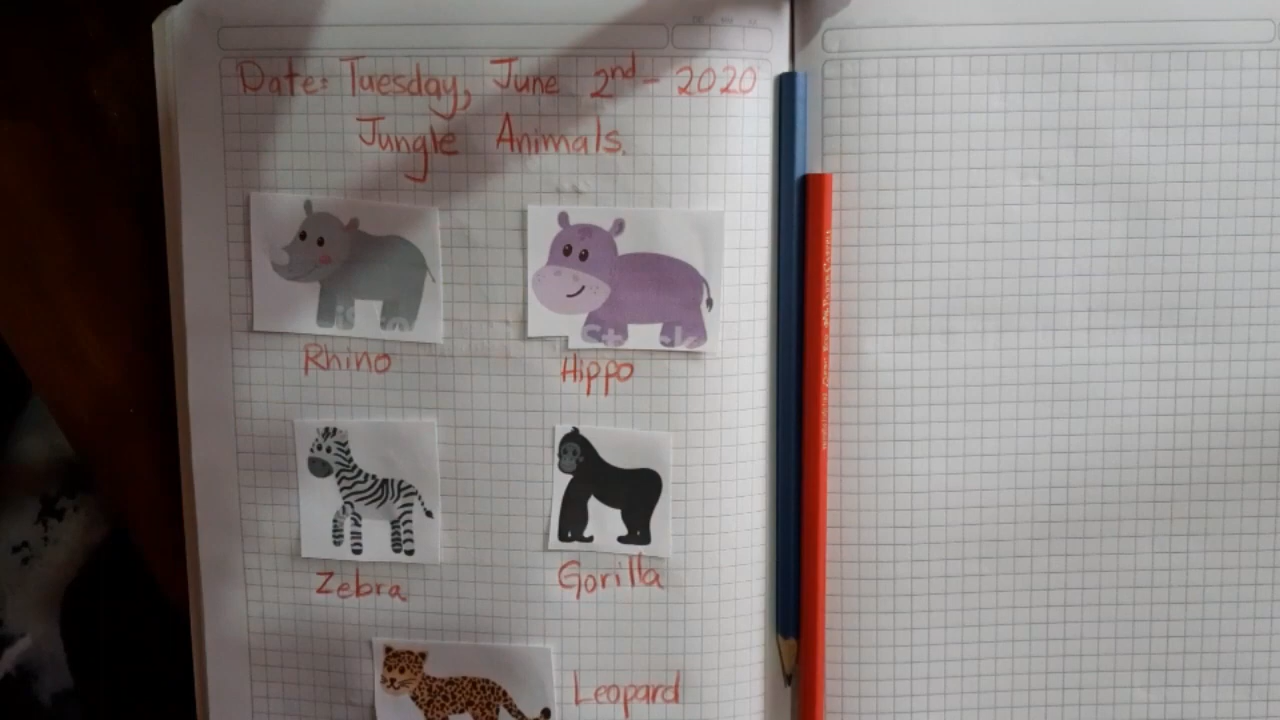 Date: Tuesday, June 2nd - 2020
Jungle Animals.
Rhino
Hippo
Zebra
Gorilla
Leopard